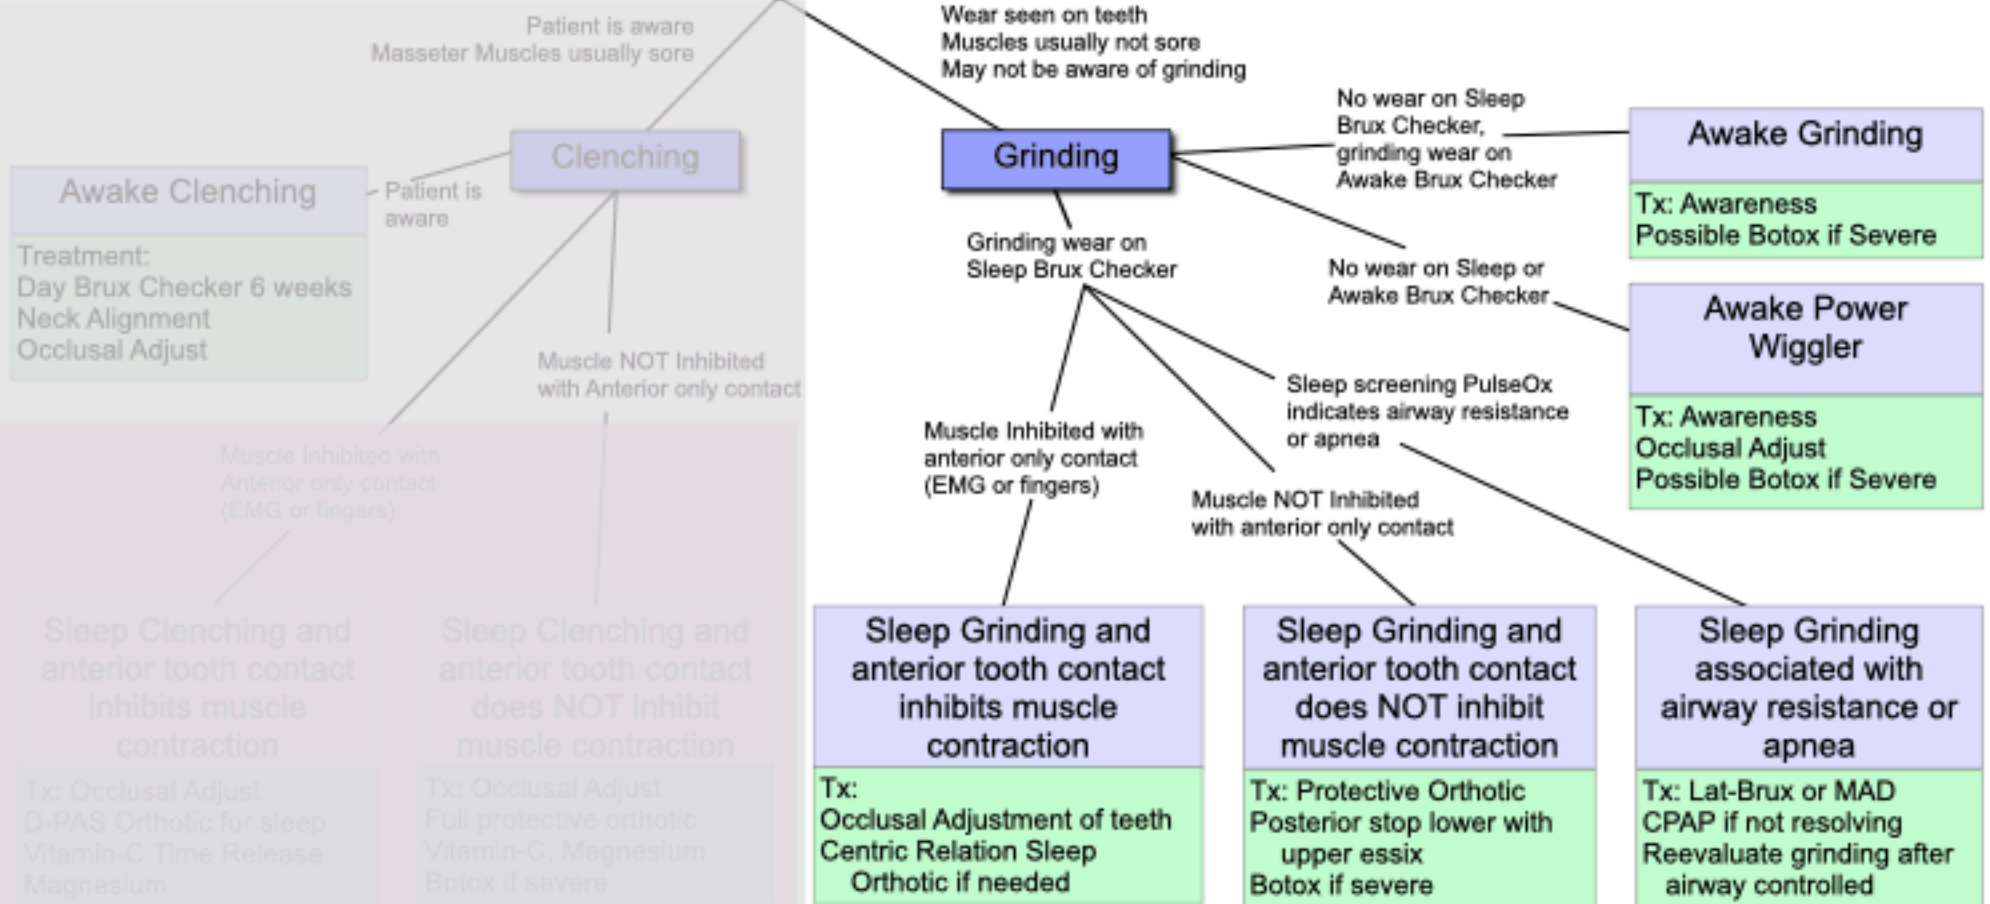 Patient is aware
Masseter Muscles usually sore
Wear seen on teeth
Muscles usually not sore
May not be aware of grinding
Clenching
Awake Clenching
Patient is
aware
Treatment:
Day Brux Checker 6 weeks
Neck Alignment
Occlusal Adjust
Muscle NOT Inhibited
with Anterior only contact
Muscle Inhibited with
Anterior only contact
(EMG or fingers)
Sleep Clenching and
anterior tooth contact
inhibits muscle
contraction
Tx: Occlusal Adjust
D-PAS Orthotic for sleep
Vitamin-C Time Release
Magnesium
Sleep Clenching and
anterior tooth contact
does NOT inhibit
muscle contraction
Tx: Occlusal Adjust
Full protective orthotic
Vitamin-C, Magnesium
Botox if severe
Grinding
No wear on Sleep
Brux Checker,
grinding wear on
Awake Brux Checker
Awake Grinding
Tx: Awareness
Possible Botox if Severe
No wear on Sleep or
Awake Brux Checker
Awake Power
Wiggler
Tx: Awareness
Occlusal Adjust
Possible Botox if Severe
Grinding wear on
Sleep Brux Checker
Muscle Inhibited with
anterior only contact
(EMG or fingers)
Muscle NOT Inhibited
with anterior only contact
Sleep screening PulseOx
indicates airway resistance
or apnea
Sleep Grinding and
anterior tooth contact
inhibits muscle
contraction
Tx:
Occlusal Adjustment of teeth
Centric Relation Sleep
Orthotic if needed
Sleep Grinding and
anterior tooth contact
does NOT inhibit
muscle contraction
Tx: Protective Orthotic
Posterior stop lower with
upper essix
Botox if severe
Sleep Grinding
associated with
airway resistance or
apnea
Tx: Lat-Brux or MAD
CPAP if not resolving
Reevaluate grinding after
airway controlled